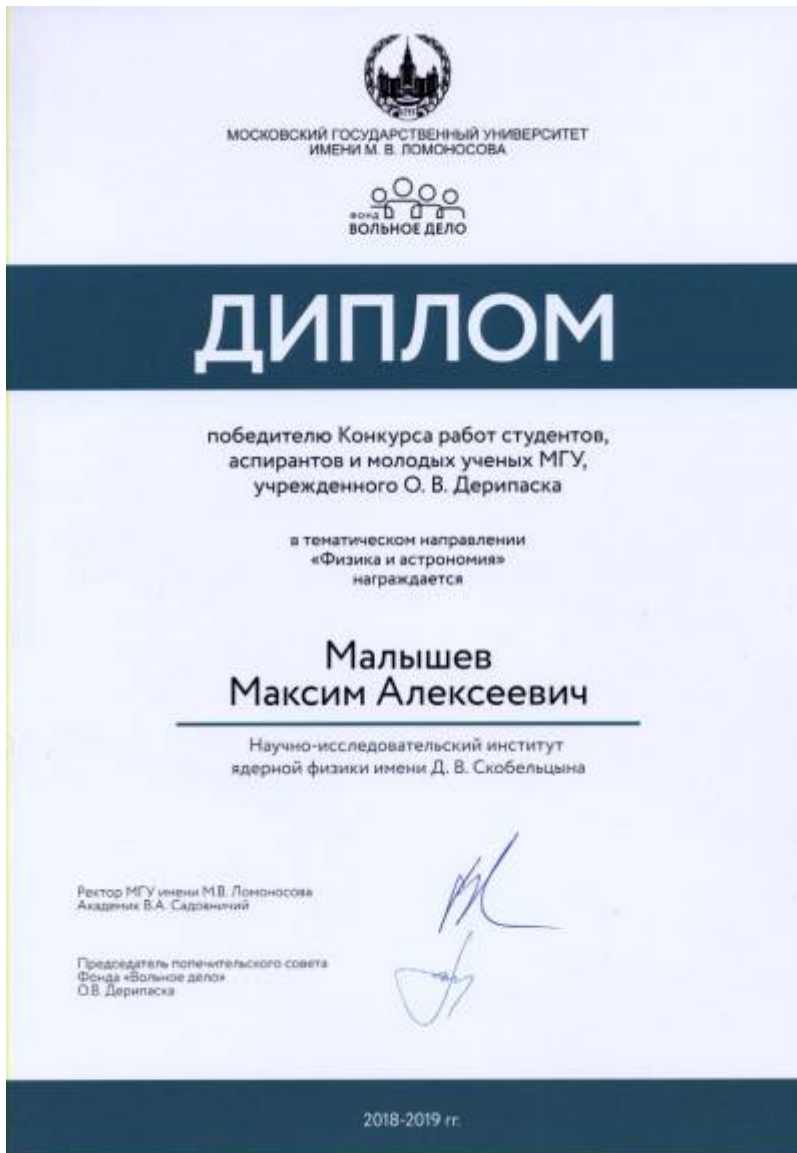 МОСКОВСКИЙ ГОСУДАРСТВЕННЫЙ УНИВЕРСИТЕТ
ИМЕНИ М. В. ЛОМОНОСОВА
ФОНД
ВОЛЬНОЕ ДЕЛО
ДИПЛОМ
победителю Конкурса работ студентов,
аспирантов и молодых ученых МГУ,
учрежденного О. В. Дерипаска
в тематическом направлении
«Физика и астрономия»
награждается
Малышев
Максим Алексеевич
Научно-исследовательский институт
ядерной физики имени Д. В. Скобельцына
Ректор МГУ имени М.В. Ломоносова
Академик В.А. Садовничий
Председатель попечительского совета
Фонда «Вольное дело»
О.В. Дерипаска
2018-2019 гг.